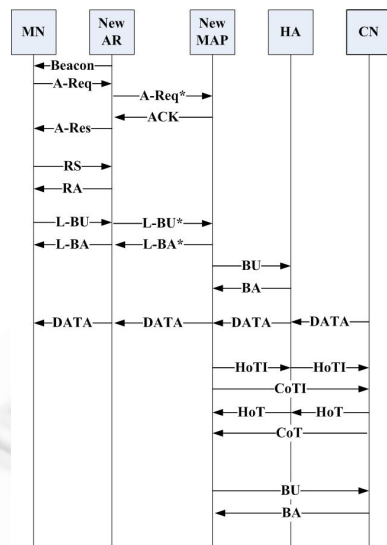 MN
New
AR
New
MAP
HA
CN
Beacon
A-Req
A-Req*
ACK
A-Res
RS
RA
L-BU
L-BU*
L-BA
L-BA*
BU
BA
DATA
DATA
DATA
DATA
HoTI
HoTI
CoTI
HoT
HoT
CoT
BU
BA